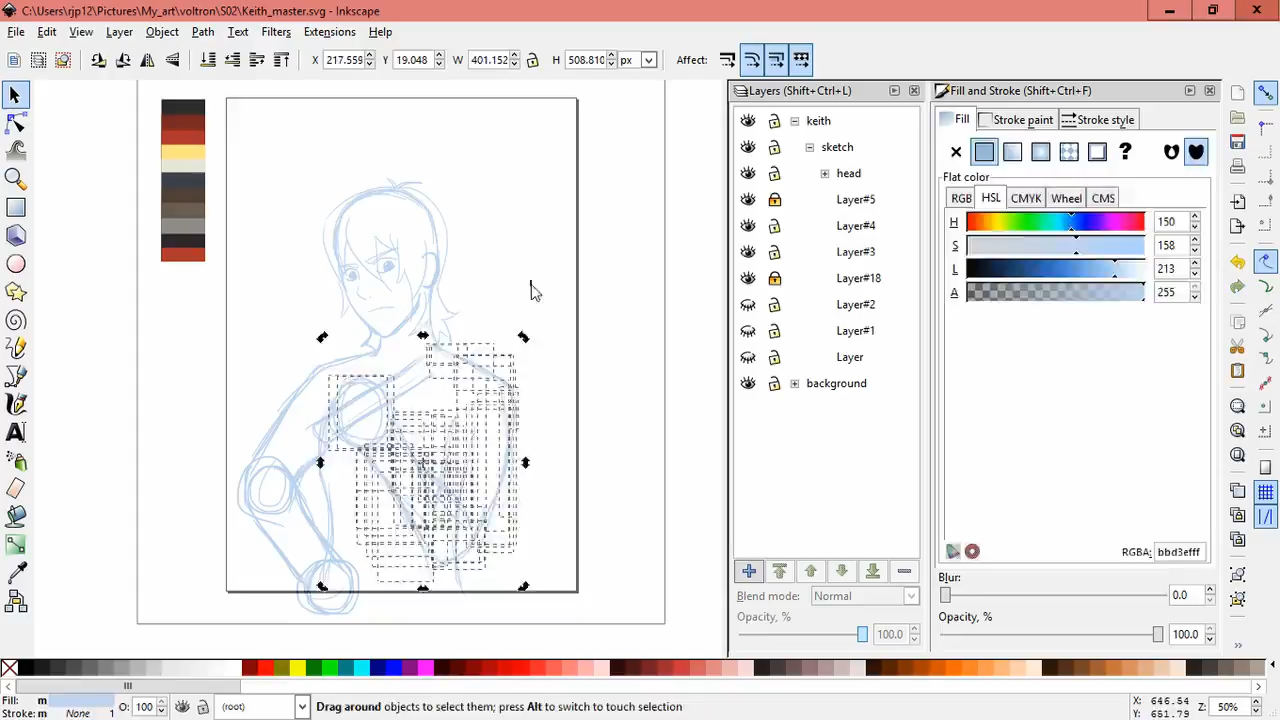 C:\Users\rjp12\Pictures\My_art\voltron\S02\Keith_master.svg - Inkscape
File Edit View Layer Object Path Text Filters Extensions Help
X 217.559 Y 19.048 W 401.152 H 508.810 px Affect:
Layers (Shift+Ctrl+L)
keith
sketch
head
Layer#5
Layer#4
Layer#3
Layer#18
Layer#2
Layer#1
Layer
background
Blend mode: Normal
Opacity, % 100.0
Fill and Stroke (Shift+Ctrl+F)
Fill Stroke paint Stroke style
?
Flat color
RGB HSL CMYK Wheel CMS
H 150
S 158
L 213
A 255
RGBA: bbd3efff
Blur:
0.0
Opacity, %
100.0
Fill: m
Stroke: m None 1
O: 100
(root)
Drag around objects to select them; press Alt to switch to touch selection
X: 646.54
Y: 661.79
Z: 50%